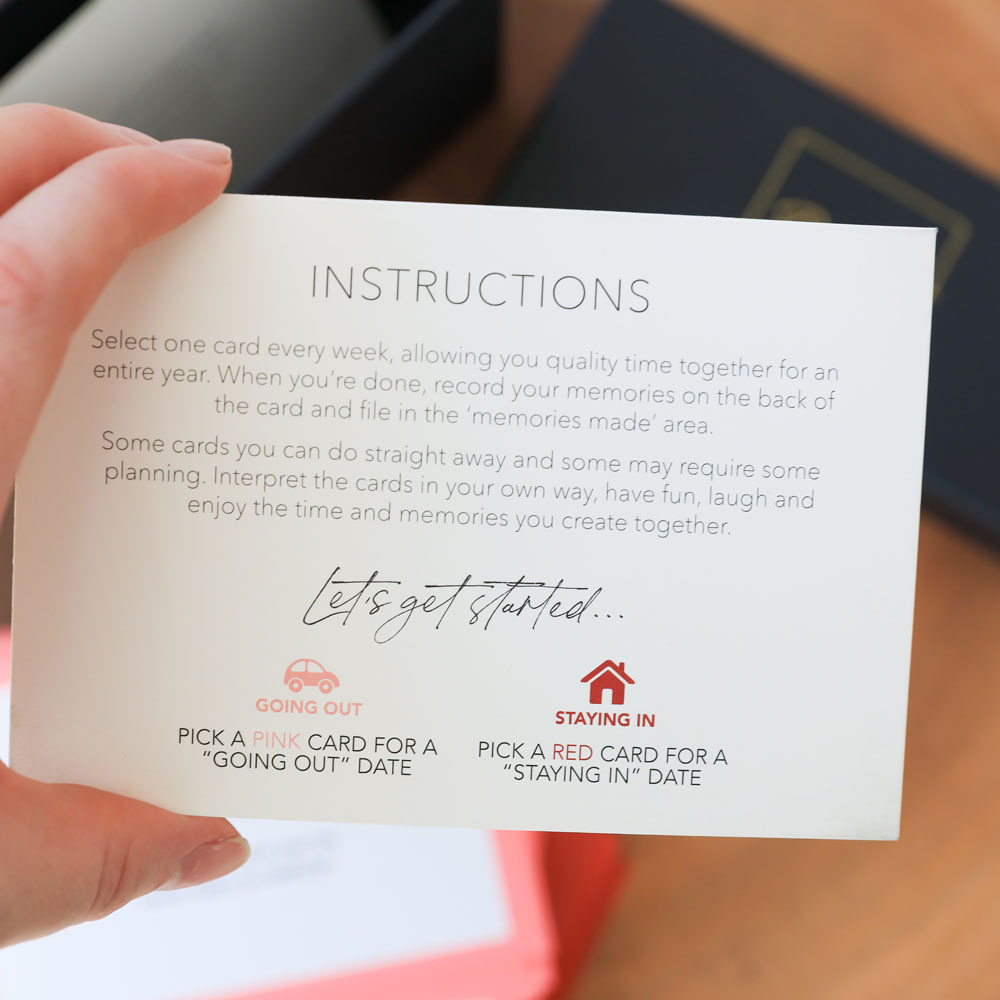 INSTRUCTIONS
Select one card every week, allowing you quality time together for an
entire year. When you're done, record your memories on the back of
the card and file in the 'memories made' area.
Some cards you can do straight away and some may require some
planning. Interpret the cards in your own way, have fun, laugh and
enjoy the time and memories you create together.
Let's get started...
GOING OUT
PICK A PINK CARD FOR A
“GOING OUT” DATE
STAYING IN
PICK A RED CARD FOR A
“STAYING IN” DATE